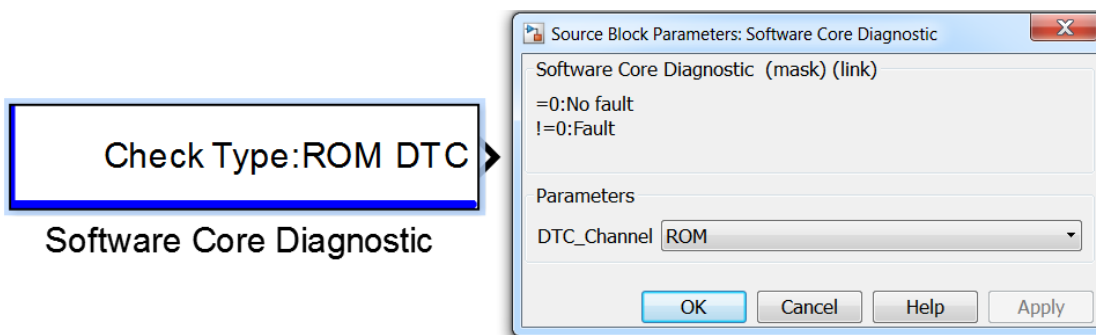 Check Type:ROM DTC
Software Core Diagnostic
Source Block Parameters: Software Core Diagnostic
Software Core Diagnostic (mask) (link)
=0:No fault
!=0:Fault
Parameters
DTC_Channel ROM
OK Cancel Help Apply